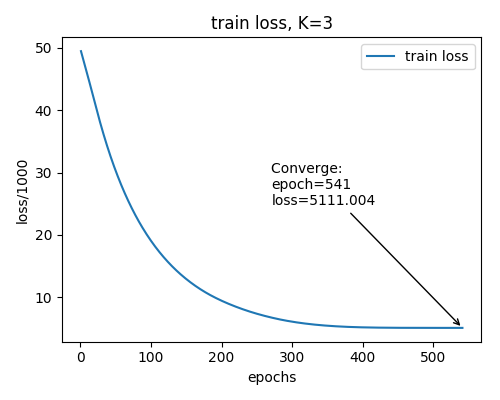 train loss, K=3
train loss
Converge:
epoch=541
loss=5111.004
loss/1000
50
40
30
20
10
0 100 200 300 400 500
epochs